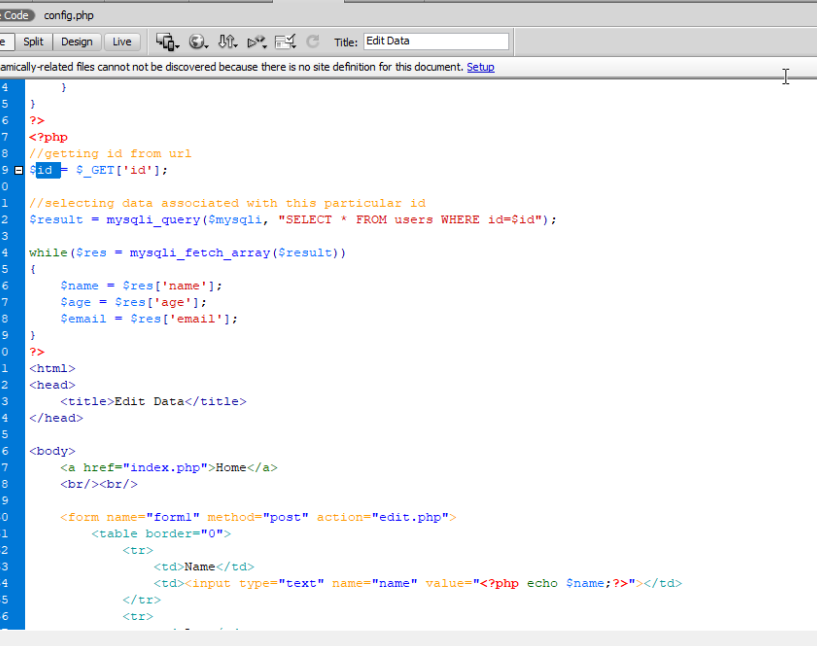 e Code config.php
e Split Design Live Title: Edit Data
amically-related files cannot not be discovered because there is no site definition for this document. Setup
4 }
5 }
6 ?>
7 <?php
8 //getting id from url
9 $id = $_GET['id'];
0
1 //selecting data associated with this particular id
2 $result = mysqli_query($mysqli, "SELECT * FROM users WHERE id=$id");
3
4 while($res = mysqli_fetch_array($result))
5 {
6 $name = $res['name'];
7 $age = $res['age'];
8 $email = $res['email'];
9 }
0 ?>
1 <html>
2 <head>
3 <title>Edit Data</title>
4 </head>
5
6 <body>
7 <a href="index.php">Home</a>
8 <br/><br/>
9
0 <form name="form1" method="post" action="edit.php">
1 <table border="0">
2 <tr>
3 <td>Name</td>
4 <td><input type="text" name="name" value="<?php echo $name;?>"></td>
5 </tr>
6 <tr>